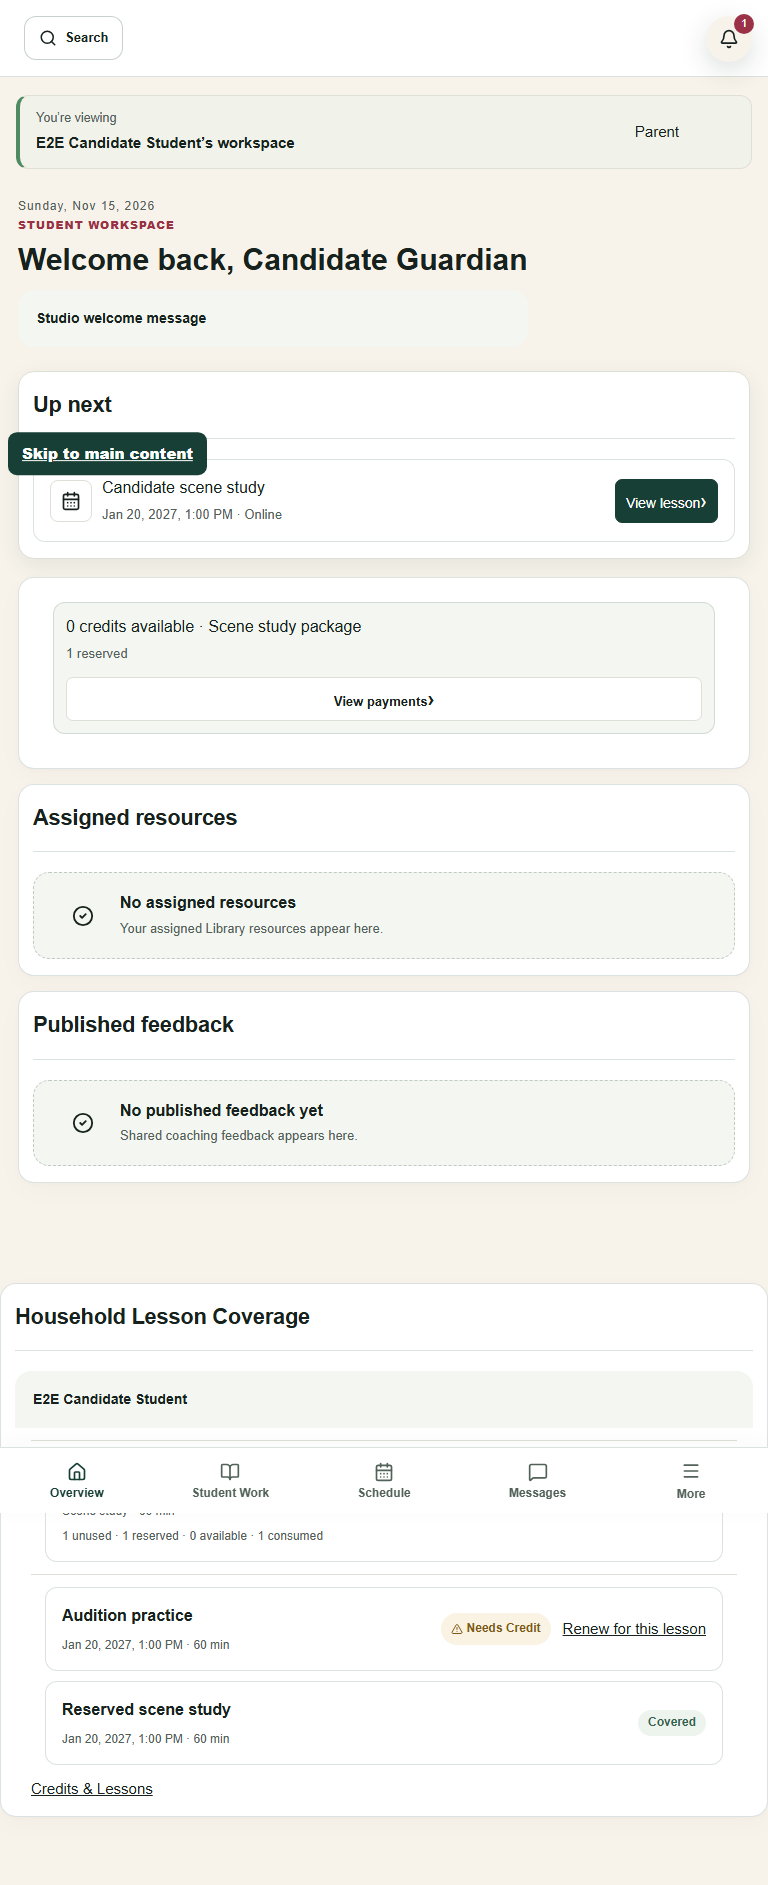 Search
1
You're viewing
E2E Candidate Student's workspace
Parent
Sunday, Nov 15, 2026
STUDENT WORKSPACE
Welcome back, Candidate Guardian
Studio welcome message
Up next
Skip to main content
Candidate scene study
Jan 20, 2027, 1:00 PM · Online
View lesson›
0 credits available · Scene study package
1 reserved
View payments›
Assigned resources
No assigned resources
Your assigned Library resources appear here.
Published feedback
No published feedback yet
Shared coaching feedback appears here.
Household Lesson Coverage
E2E Candidate Student
Overview
Student Work
Schedule
Messages
More
1 unused · 1 reserved · 0 available · 1 consumed
Audition practice
Jan 20, 2027, 1:00 PM · 60 min
Needs Credit
Renew for this lesson
Reserved scene study
Jan 20, 2027, 1:00 PM · 60 min
Covered
Credits & Lessons